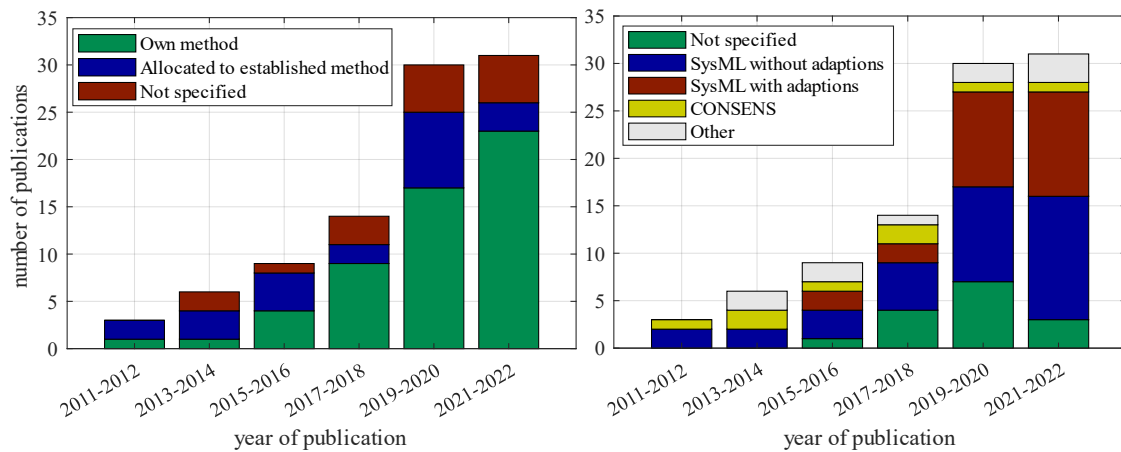 35
30
25
20
15
10
5
0
number of publications
Own method
Allocated to established method
Not specified
2011-2012
2013-2014
2015-2016
2017-2018
2019-2020
2021-2022
year of publication
35
30
25
20
15
10
5
0
Not specified
SysML without adaptions
SysML with adaptions
CONSENS
Other
2011-2012
2013-2014
2015-2016
2017-2018
2019-2020
2021-2022
year of publication